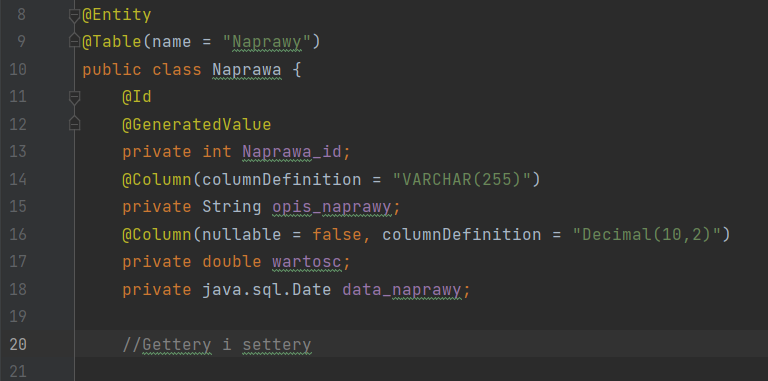 8 @Entity
9 @Table(name = "Naprawy")
10 public class Naprawa {
11 @Id
12 @GeneratedValue
13 private int Naprawa_id;
14 @Column(columnDefinition = "VARCHAR(255)")
15 private String opis_naprawy;
16 @Column(nullable = false, columnDefinition = "Decimal(10,2)")
17 private double wartosc;
18 private java.sql.Date data_naprawy;
19
20 //Gettery i settery
21